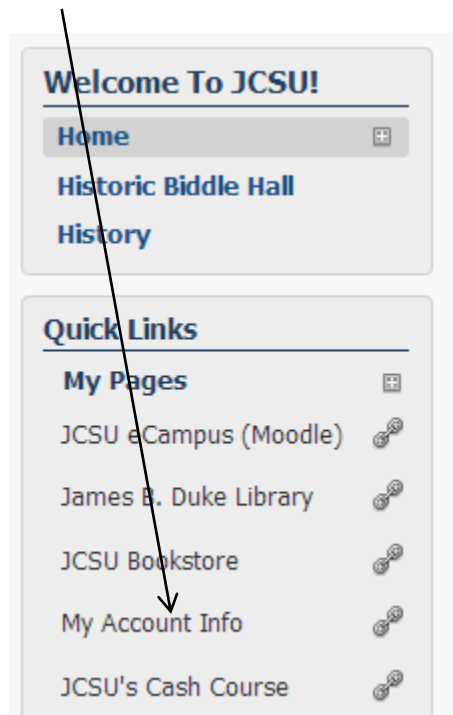 Welcome To JCSU!
Home
Historic Biddle Hall
History
Quick Links
My Pages
JCSU eCampus (Moodle)
James B. Duke Library
JCSU Bookstore
My Account Info
JCSU's Cash Course